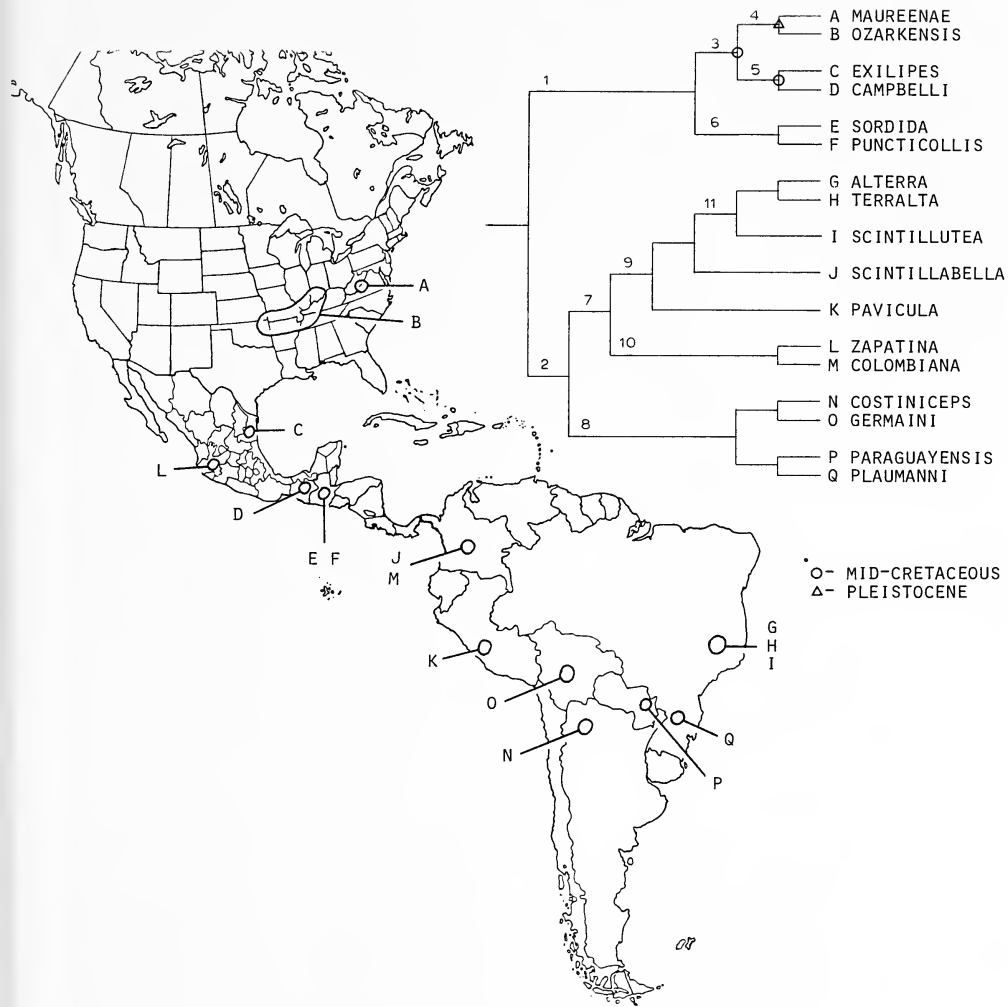 4
A MAUREENAE
B OZARKENSIS
3
5
C EXILIPES
D CAMPBELLI
1
6
E SORDIDA
F PUNCTICOLLIS
G ALTERRA
H TERRALTA
11
I SCINTILLUTEA
9
J SCINTILLABELLA
7
K PAVICULA
10
L ZAPATINA
M COLOMBIANA
2
N COSTINICEPS
8
O GERMAINI
P PARAGUAYENSIS
Q PLAUMANNI
A
B
C
L
D
E F
J
M
K
O
N
G
H
I
Q
P
O- MID-CRETACEOUS
Δ- PLEISTOCENE